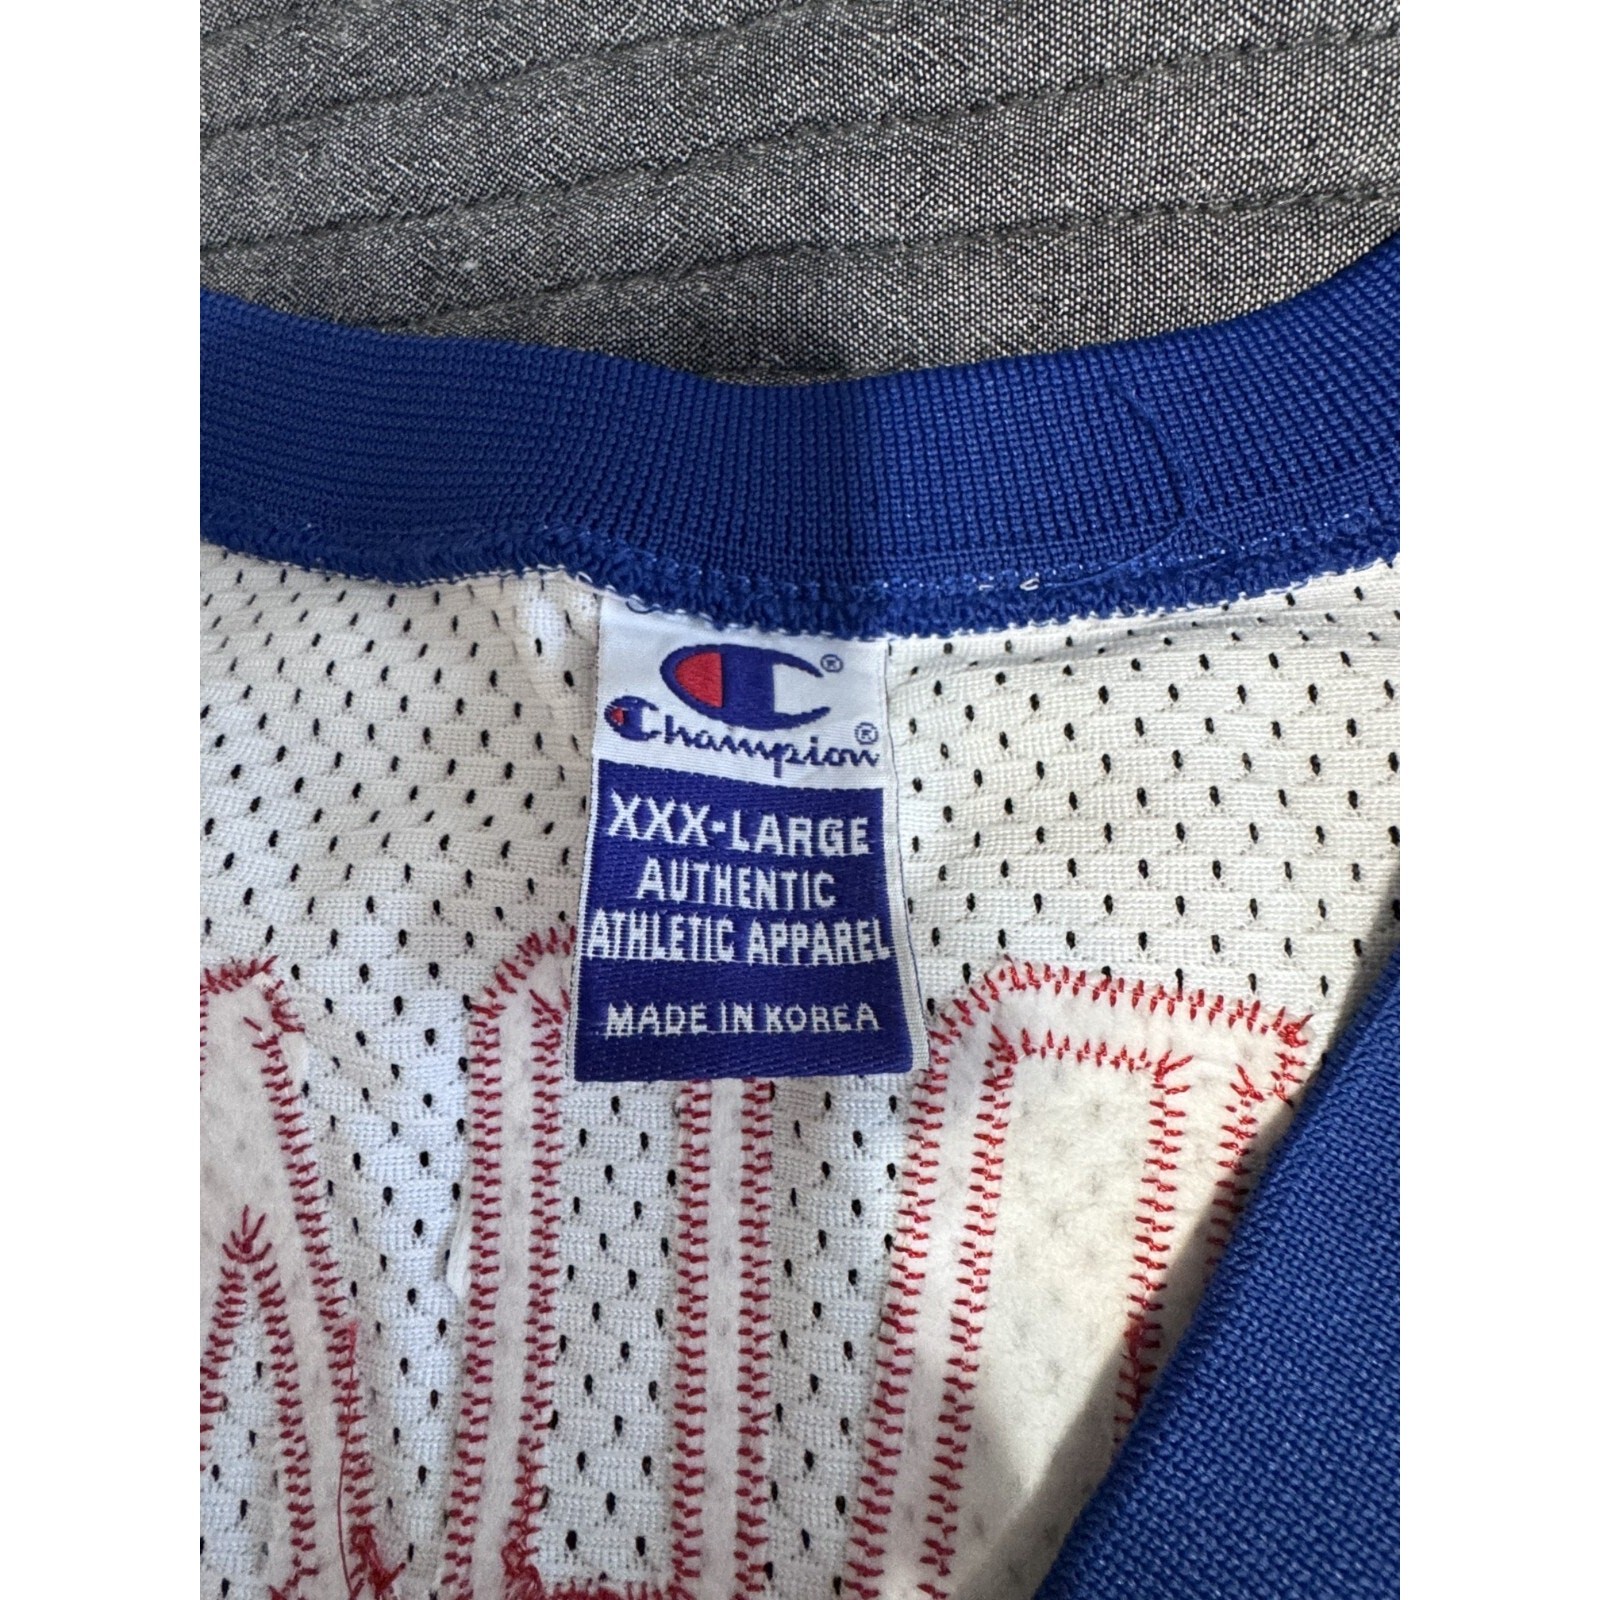 ®
Champion®
XXX-LARGE
AUTHENTIC
ATHLETIC APPAREL
MADE IN KOREA